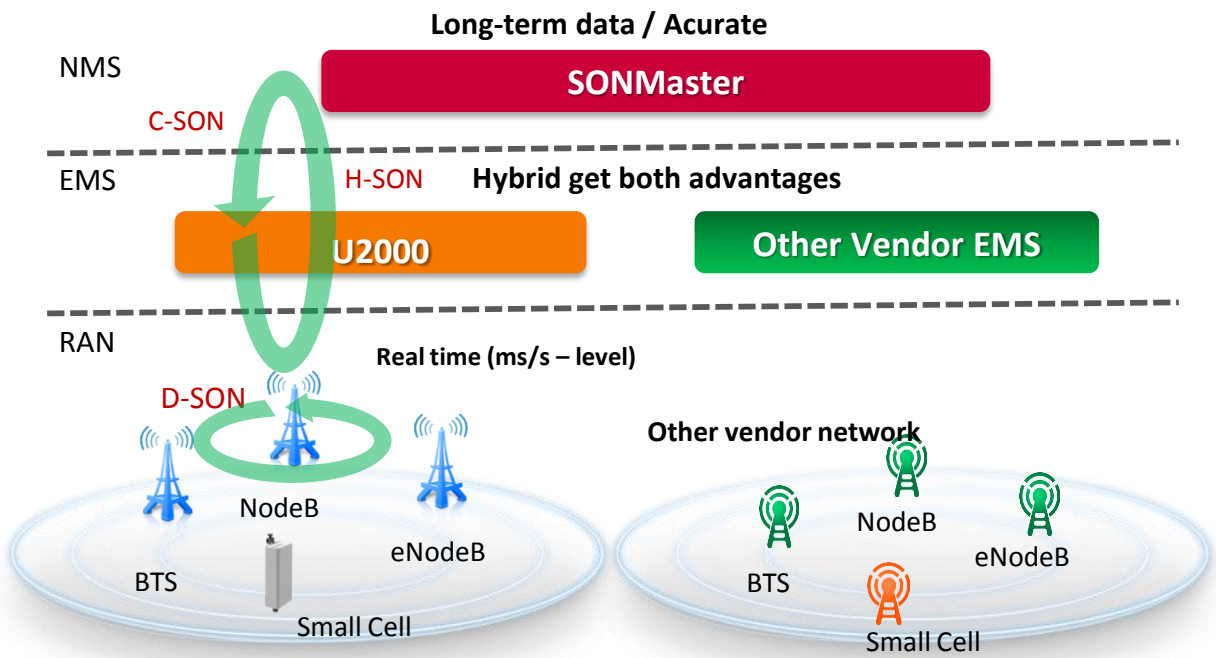 Long-term data / Acurate
NMS
SONMaster
C-SON
EMS
H-SON
Hybrid get both advantages
U2000
Other Vendor EMS
RAN
Real time (ms/s – level)
D-SON
Other vendor network
NodeB
eNodeB
BTS
Small Cell
NodeB
eNodeB
BTS
Small Cell